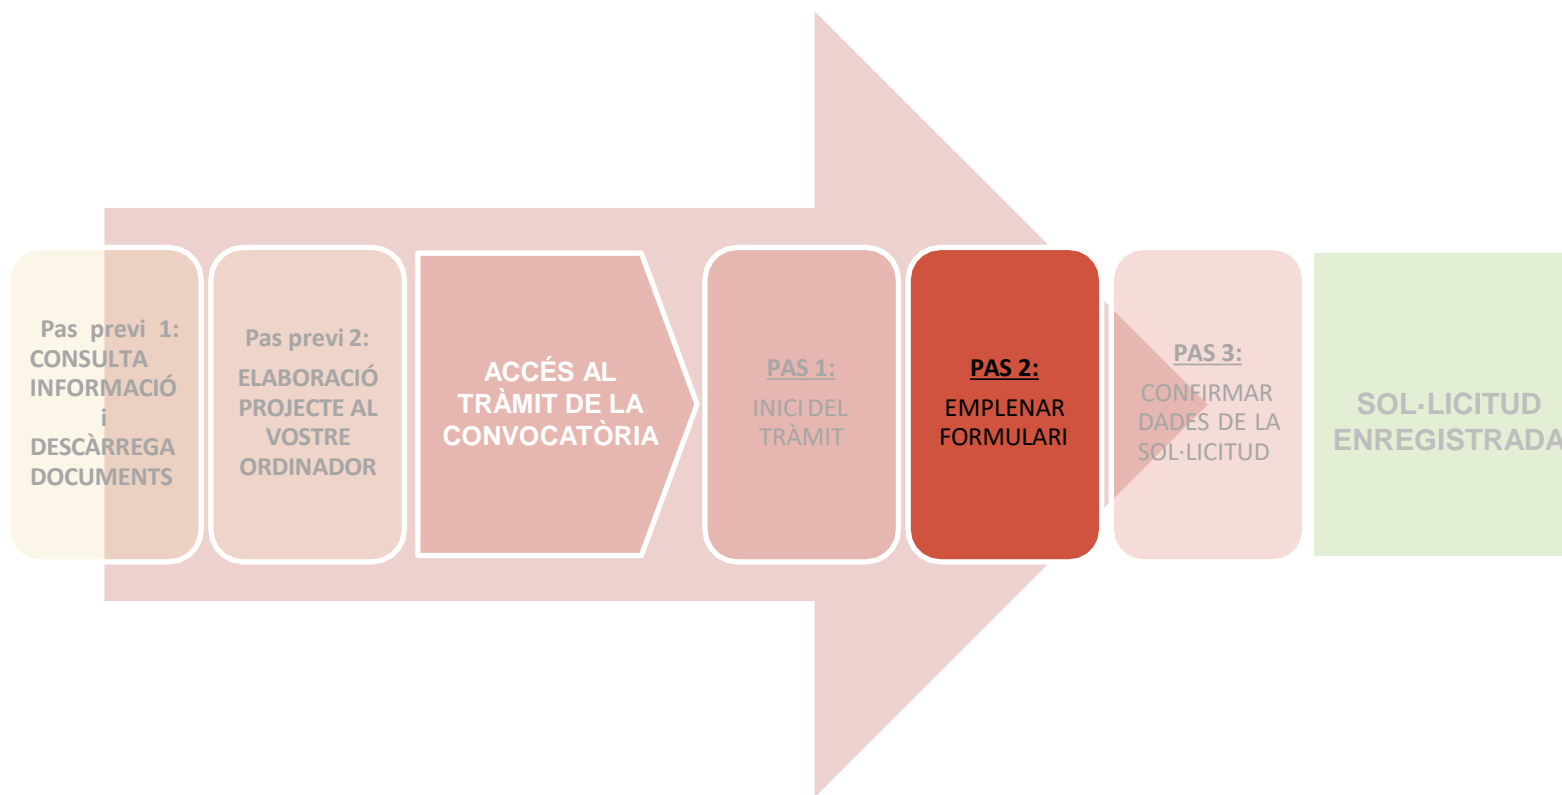 Pas previ 1:
CONSULTA
INFORMACIÓ
i
DESCÀRREGA
DOCUMENTS
Pas previ 2:
ELABORACIÓ
PROJECTE AL
VOSTRE
ORDINADOR
ACCÉS AL
TRÀMIT DE LA
CONVOCATÒRIA
PAS 1:
INICI DEL
TRÀMIT
PAS 2:
EMPLENAR
FORMULARI
PAS 3:
CONFIRMAR
DADES DE LA
SOL·LICITUD
SOL·LICITUD
ENREGISTRADA